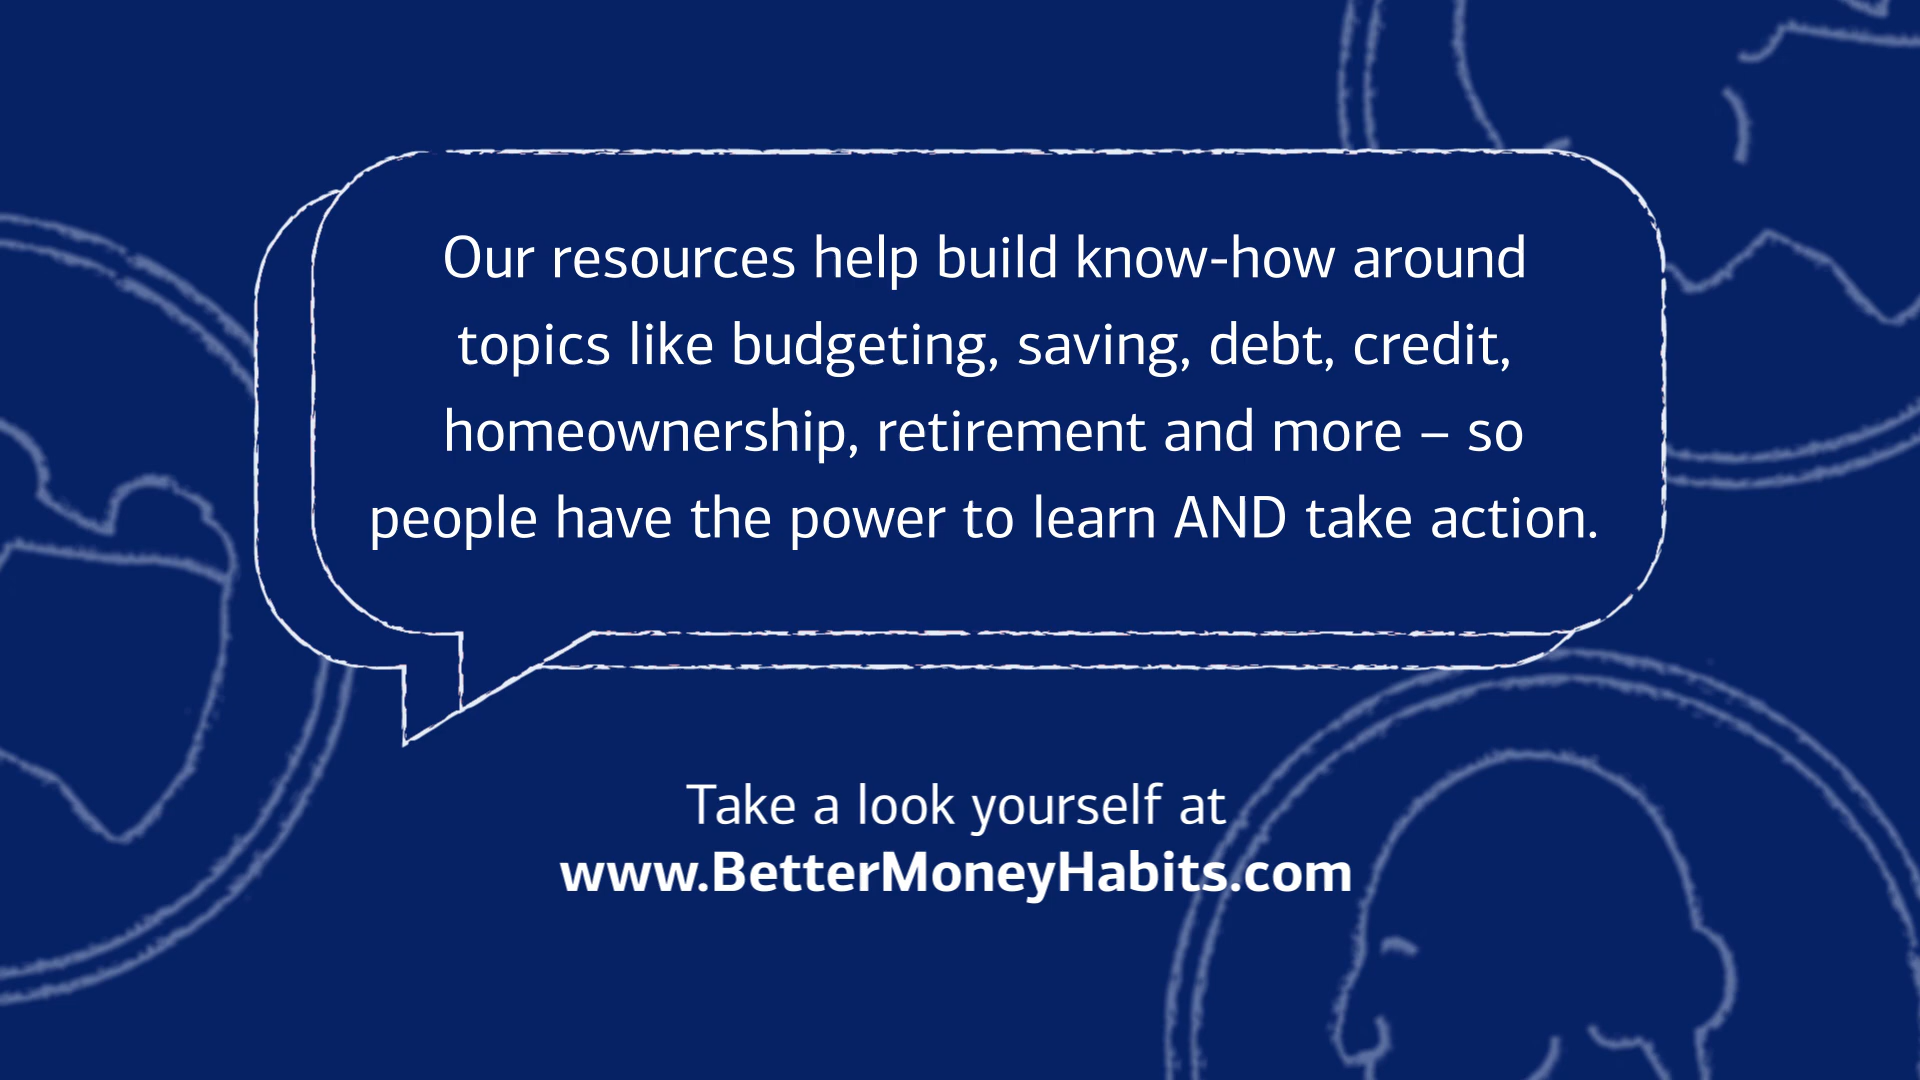 Our resources help build know-how around
topics like budgeting, saving, debt, credit,
homeownership, retirement and more – so
people have the power to learn AND take action.
Take a look yourself at
www.BetterMoneyHabits.com